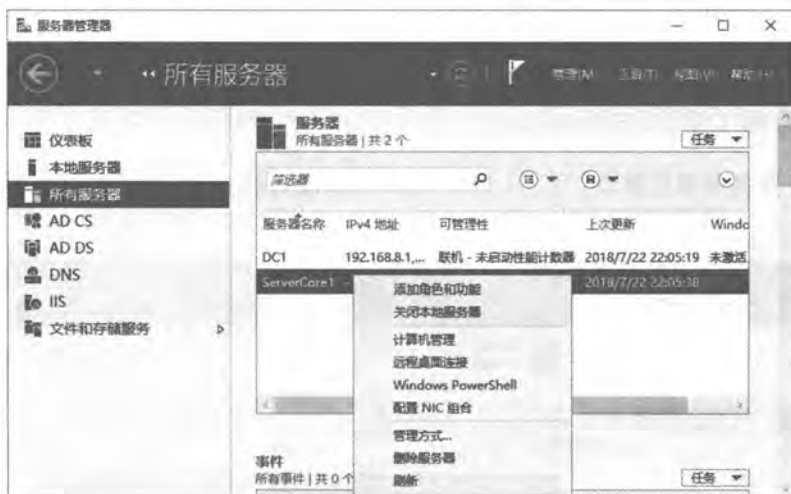 服务器管理器
所有服务器
管理(M) 工具(T) 视图(V) 帮助(H)
仪表板
本地服务器
所有服务器
AD CS
AD DS
DNS
IIS
文件和存储服务
服务器
所有服务器 | 共 2 个
任务
筛选器
服务器名称 IPv4 地址 可管理性 上次更新 Windo
DC1 192.168.8.1,... 联机 - 未启动性能计数器 2018/7/22 22:05:19 未激活
ServerCore1 2018/7/22 22:05:38
添加角色和功能
关闭本地服务器
计算机管理
远程桌面连接
Windows PowerShell
配置 NIC 组合
管理方式...
删除服务器
刷新
事件
所有事件 | 共 0 个
任务